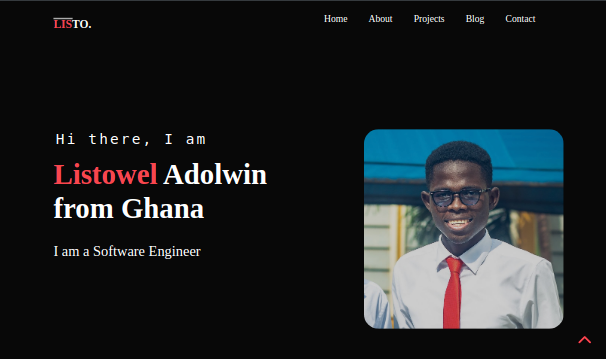 LISTO.
Home About Projects Blog Contact
Hi there, I am
Listowel Adolwin
from Ghana
I am a Software Engineer